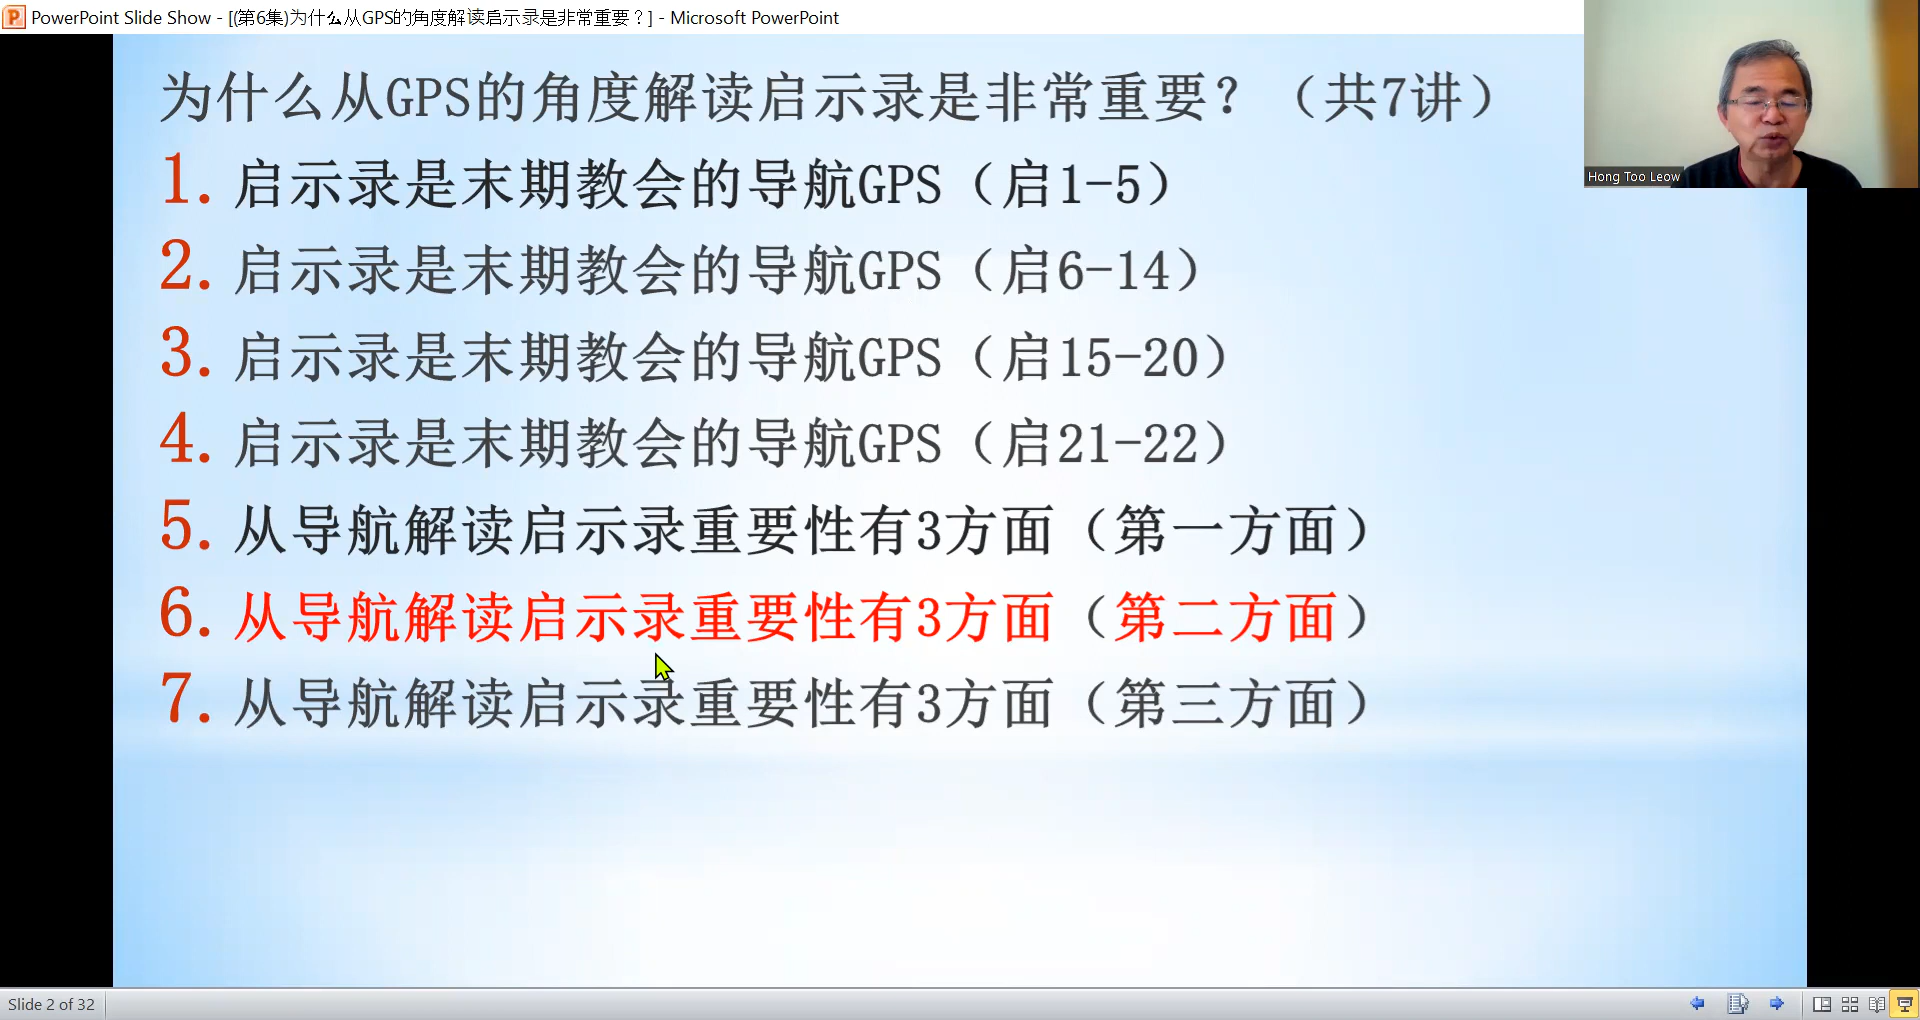 PowerPoint Slide Show - [(第6集)为什么从GPS的角度解读启示录是非常重要？] - Microsoft PowerPoint
Hong Too Leow
为什么从GPS的角度解读启示录是非常重要？（共7讲）
1. 启示录是末期教会的导航GPS（启1-5）
2. 启示录是末期教会的导航GPS（启6-14）
3. 启示录是末期教会的导航GPS（启15-20）
4. 启示录是末期教会的导航GPS（启21-22）
5. 从导航解读启示录重要性有3方面（第一方面）
6. 从导航解读启示录重要性有3方面（第二方面）
7. 从导航解读启示录重要性有3方面（第三方面）
Slide 2 of 32